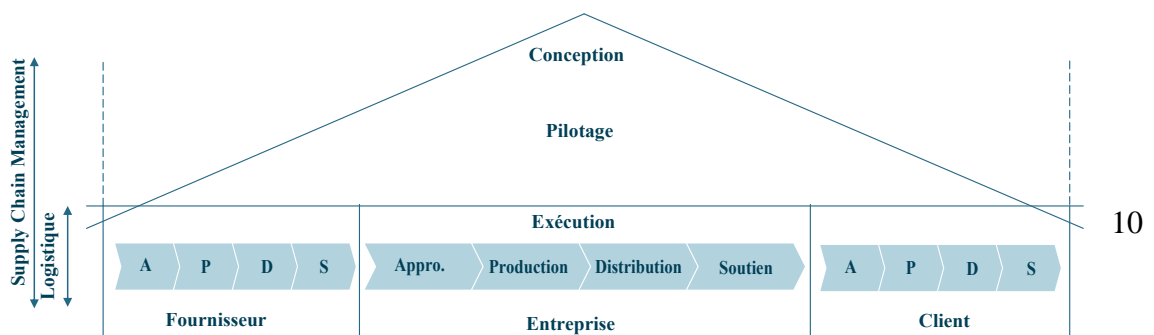 Conception
Pilotage
Supply Chain Management
Logistique
Exécution
10
A P D S
Appro. Production Distribution Soutien
A P D S
Fournisseur
Entreprise
Client